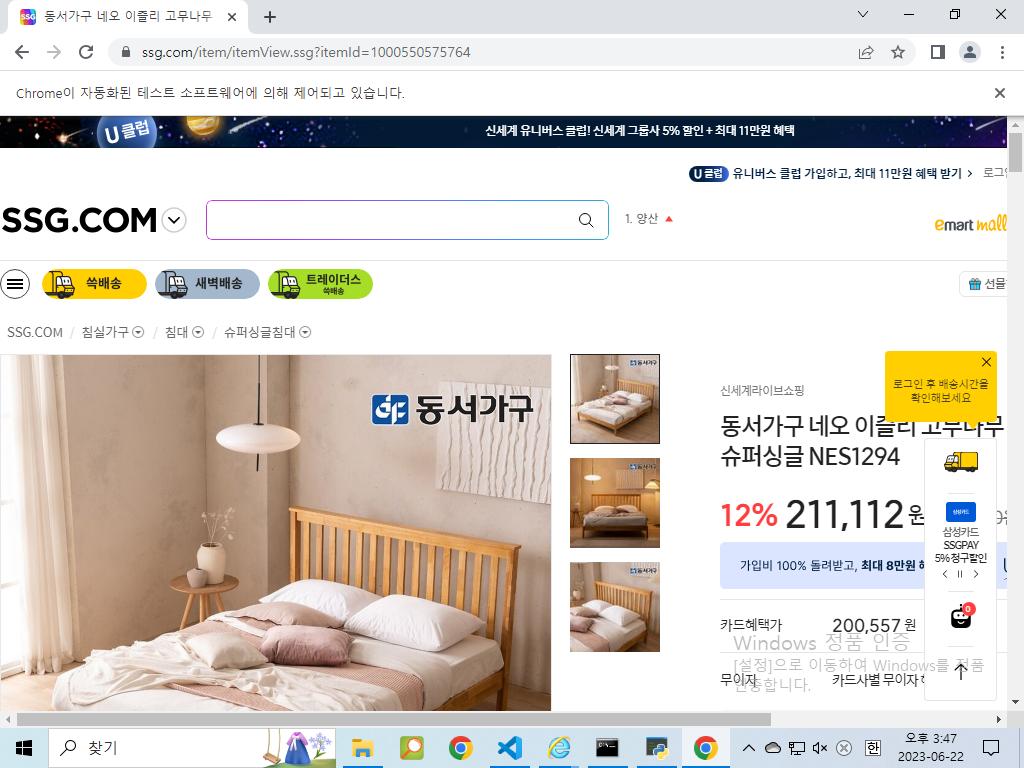 동서가구 네오 이즐리 고무나무
ssg.com/item/itemView.ssg?itemId=1000550575764
Chrome이 자동화된 테스트 소프트웨어에 의해 제어되고 있습니다.
U 클럽
신세계 유니버스 클럽! 신세계 그룹사 5% 할인 + 최대 11만원 혜택
U 클럽 유니버스 클럽 가입하고, 최대 11만원 혜택 받기
SSG.COM
1. 양산
emart mall
쓱배송
새벽배송
트레이더스
쓱배송
선물
SSG.COM / 침실가구 / 침대 / 슈퍼싱글침대
동서가구
신세계라이브쇼핑
로그인 후 배송시간을
확인해보세요
동서가구 네오 이즐리 고무나무
슈퍼싱글 NES1294
12% 211,112 원
삼성카드
SSGPAY
5% 청구할인
가입비 100% 돌려받고, 최대 8만원
카드혜택가 200,557 원
0
무이자 카드사별 무이자
Windows 정품 인증
[설정]으로 이동하여 Windows를 정품
인증합니다.
찾기
한
오후 3:47
2023-06-22